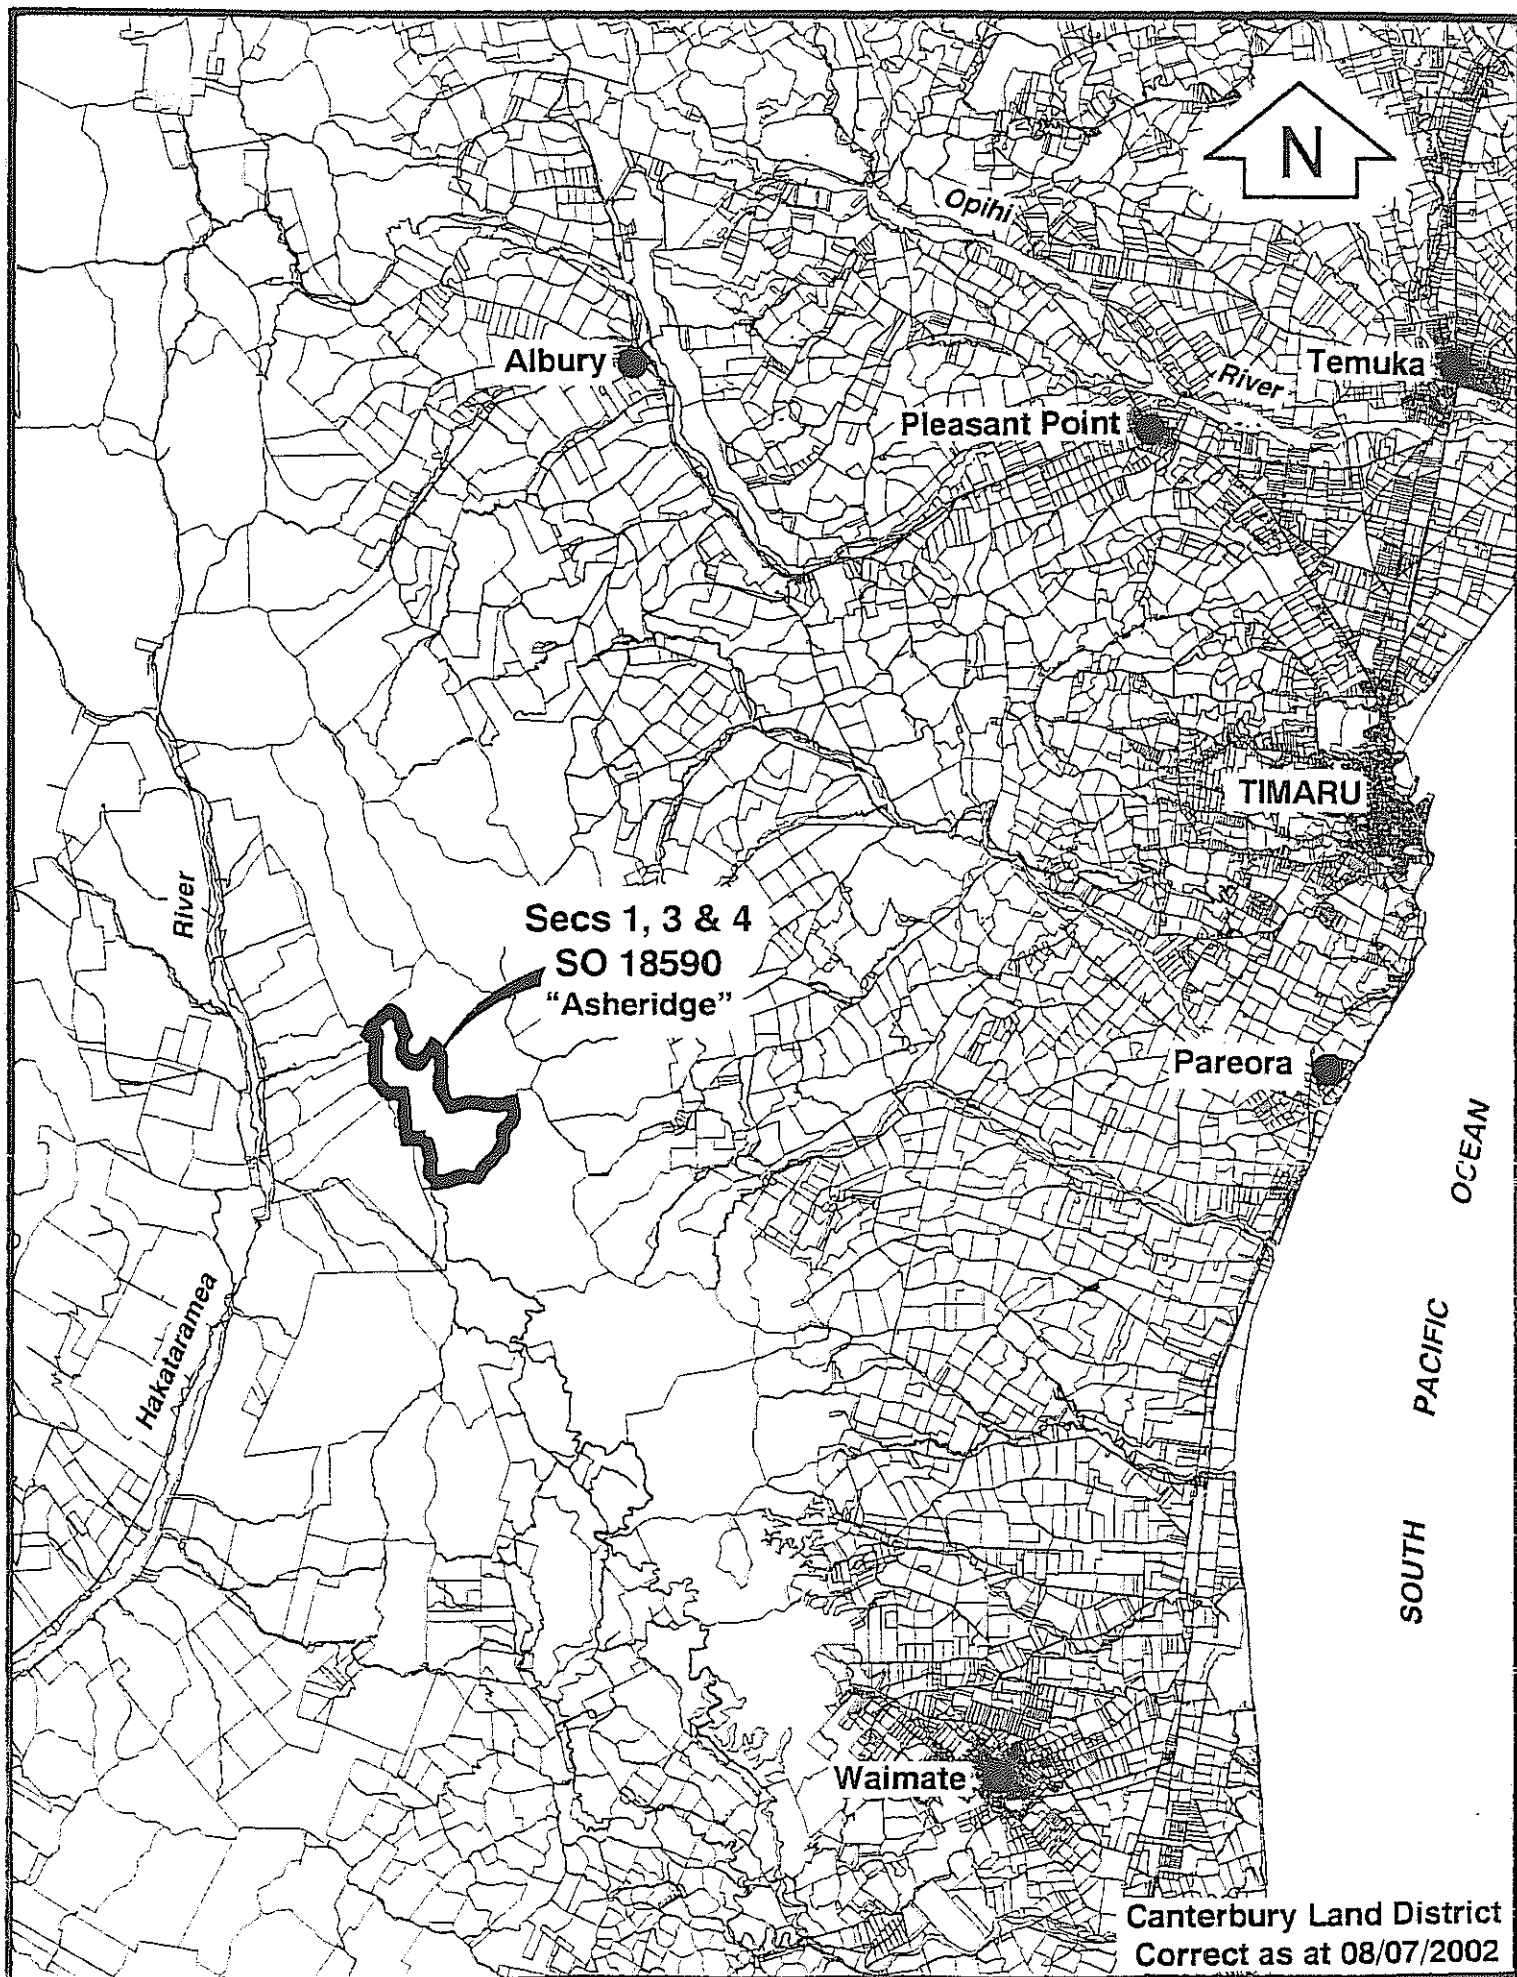 N
Opihi
River
Albury
Temuka
Pleasant Point
TIMARU
River
Secs 1, 3 & 4
SO 18590
“Asheridge”
Pareora
Hakataramea
SOUTH PACIFIC OCEAN
Waimate
Canterbury Land District
Correct as at 08/07/2002